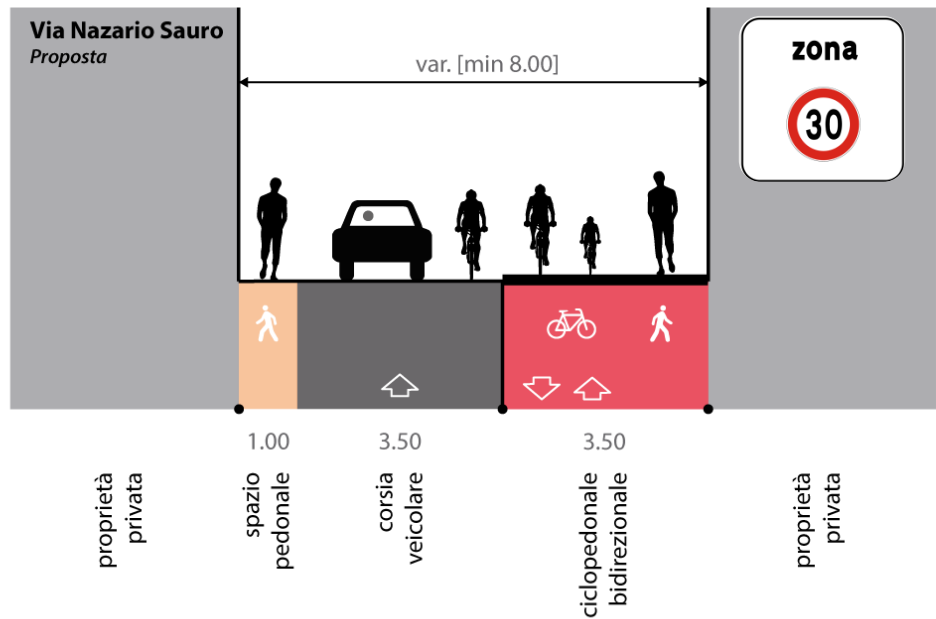 Via Nazario Sauro
Proposta
var. [min 8.00]
zona
30
1.00
3.50
3.50
proprietà
privata
spazio
pedonale
corsia
veicolare
ciclopedonale
bidirezionale
proprietà
privata